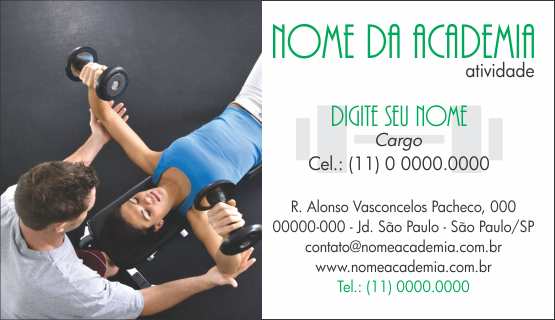 NOME DA ACADEMIA
atividade
DIGITE SEU NOME
Cargo
Cel.: (11) 0 0000.0000
R. Alonso Vasconcelos Pacheco, 000
00000-000 - Jd. São Paulo - São Paulo/SP
contato@nomeacademia.com.br
www.nomeacademia.com.br
Tel.: (11) 0000.0000